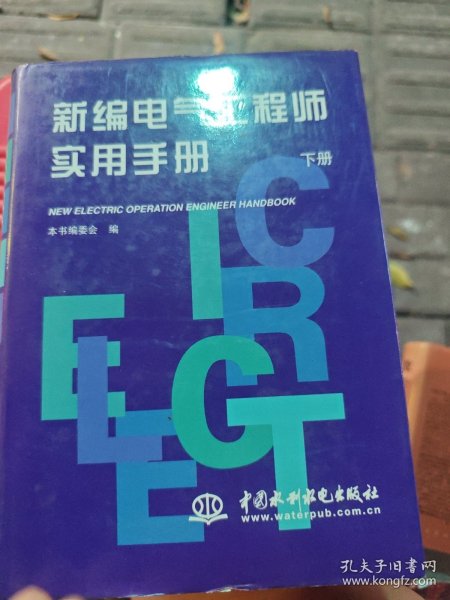 新编电气工程师
实用手册
下册
NEW ELECTRIC OPERATION ENGINEER HANDBOOK
本书编委会 编
C
I
R
E
L
C
T
E
中国水利水电出版社
www.waterpub.com.cn
孔夫子旧书网
www.kongfz.com